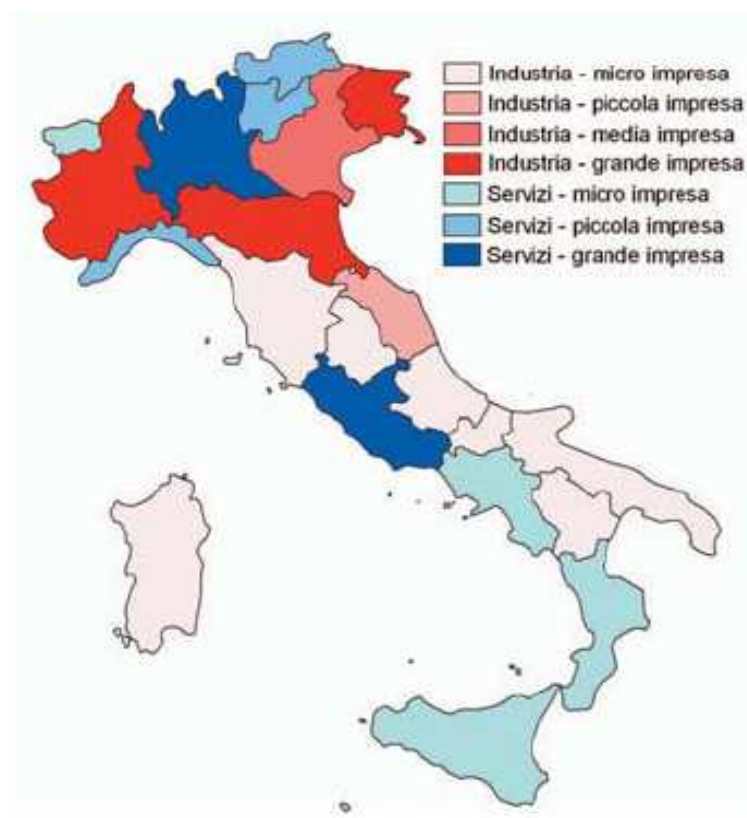 Industria - micro impresa
Industria - piccola impresa
Industria - media impresa
Industria - grande impresa
Servizi - micro impresa
Servizi - piccola impresa
Servizi - grande impresa